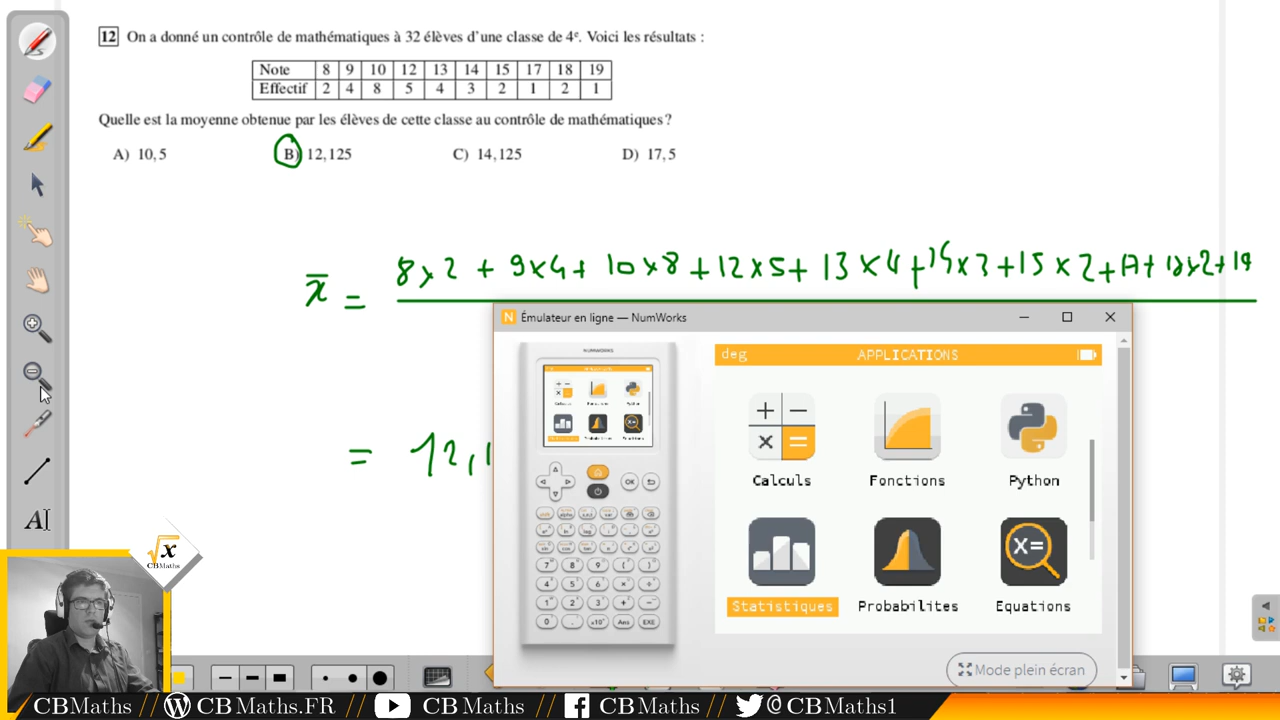 12 On a donné un contrôle de mathématiques à 32 élèves d'une classe de 4e. Voici les résultats :
Note 8 9 10 12 13 14 15 17 18 19
Effectif 2 4 8 5 4 3 2 1 2 1
Quelle est la moyenne obtenue par les élèves de cette classe au contrôle de mathématiques ?
A) 10,5 B) 12,125 C) 14,125 D) 17,5
8×2 + 9×4 + 10×8 + 12×5 + 13×4 + 14×3 + 15×2 + 17 + 18×2 + 19
x̄ =
= 12,1
N Émulateur en ligne — NumWorks
NUMWORKS
deg APPLICATIONS
Calculs Fonctions Python
X=
Statistiques Probabilites Equations
Mode plein écran
AI
√x
CBMaths
CBMaths // CBMaths.FR // CBMaths // CBMaths // @CBMaths1